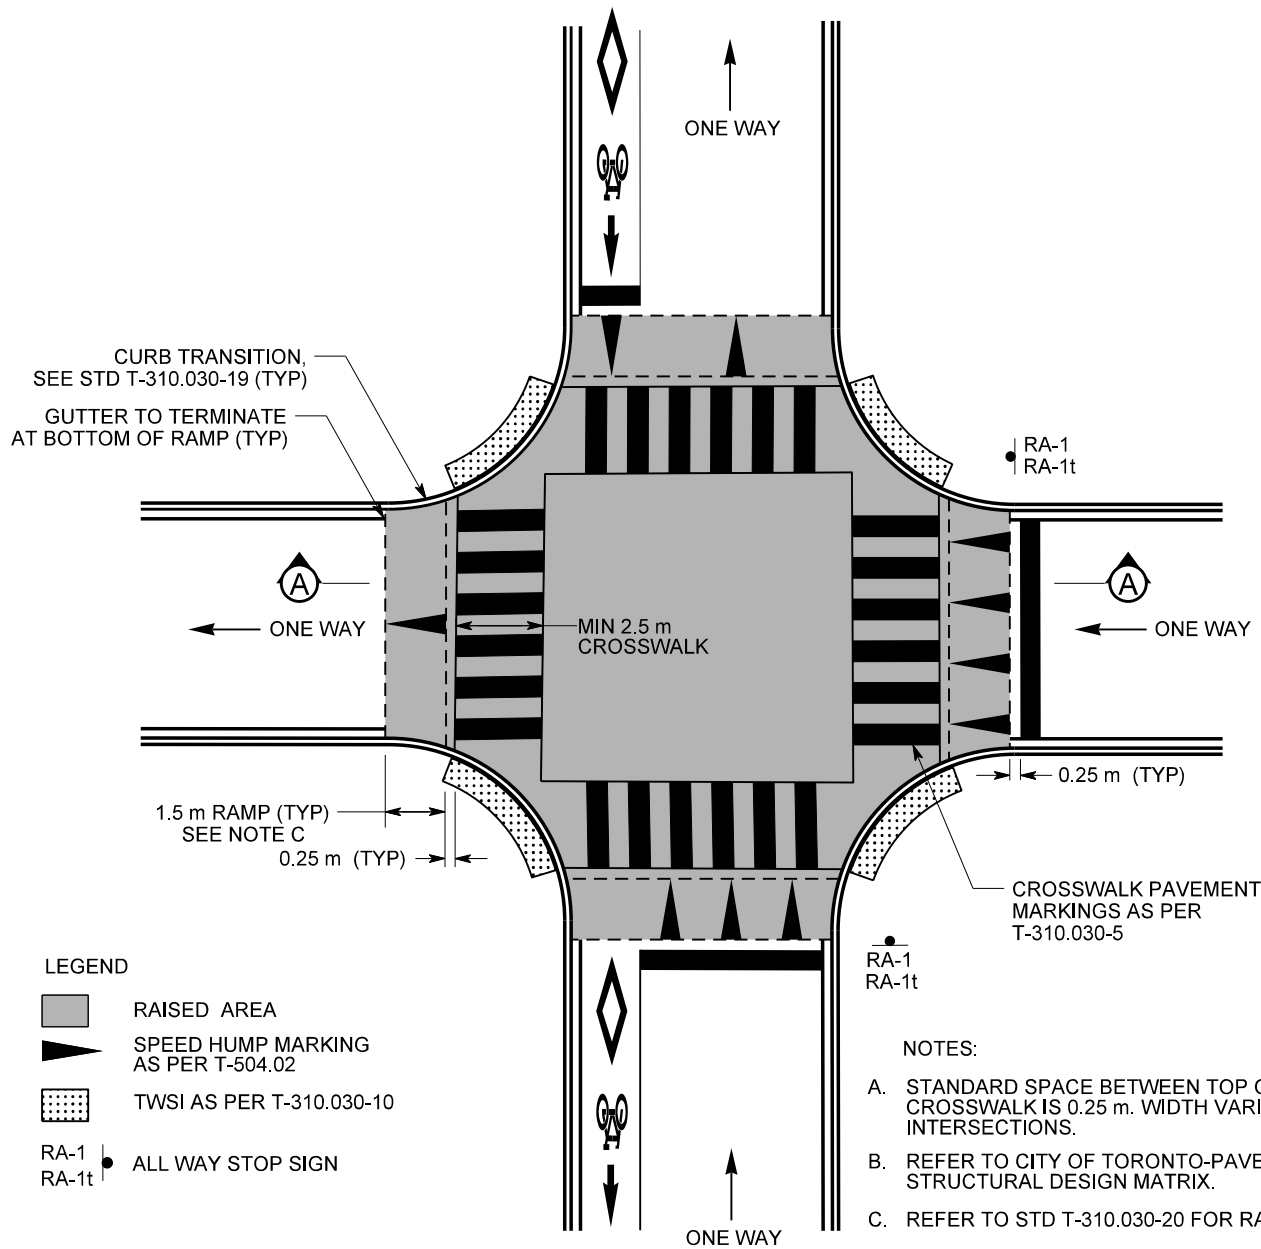 ONE WAY
CURB TRANSITION,
SEE STD T-310.030-19 (TYP)
GUTTER TO TERMINATE
AT BOTTOM OF RAMP (TYP)
RA-1
RA-1t
A
A
ONE WAY
MIN 2.5 m
CROSSWALK
ONE WAY
0.25 m (TYP)
1.5 m RAMP (TYP)
SEE NOTE C
0.25 m (TYP)
CROSSWALK PAVEMENT
MARKINGS AS PER
T-310.030-5
RA-1
RA-1t
LEGEND
RAISED AREA
SPEED HUMP MARKING
AS PER T-504.02
TWSI AS PER T-310.030-10
RA-1
RA-1t
ALL WAY STOP SIGN
NOTES:
A. STANDARD SPACE BETWEEN TOP
CROSSWALK IS 0.25 m. WIDTH VARI
INTERSECTIONS.
B. REFER TO CITY OF TORONTO-PAVE
STRUCTURAL DESIGN MATRIX.
C. REFER TO STD T-310.030-20 FOR RA
ONE WAY